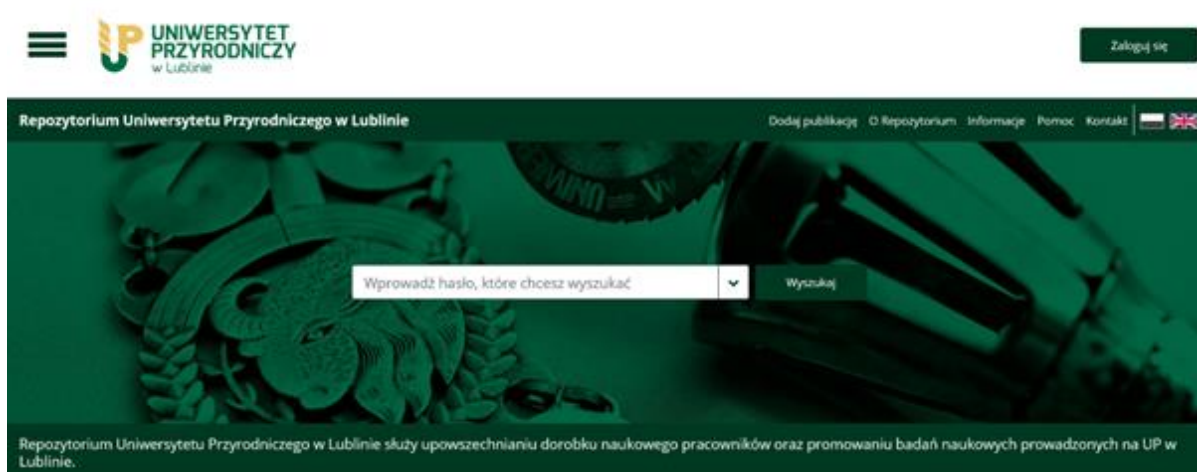 UNIWERSYTET
PRZYRODNICZY
w Lublinie
Zaloguj się
Repozytorium Uniwersytetu Przyrodniczego w Lublinie
Dodaj publikację O Repozytorium Informacje Pomoc Kontakt
Wprowadź hasło, które chcesz wyszukać
Wyszukaj
Repozytorium Uniwersytetu Przyrodniczego w Lublinie służy upowszechnianiu dorobku naukowego pracowników oraz promowaniu badań naukowych prowadzonych na UP w
Lublinie.